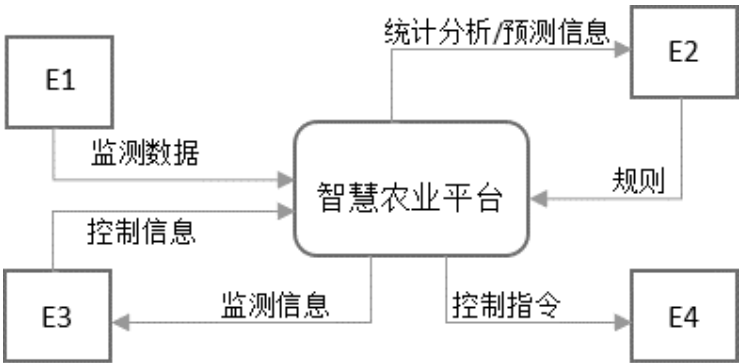 统计分析/预测信息
E1
E2
监测数据
智慧农业平台
规则
控制信息
监测信息
控制指令
E3
E4